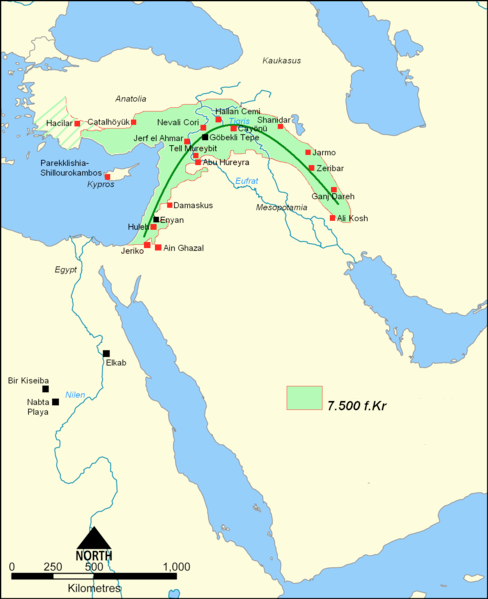 Kaukasus
Anatolia
Hallan Cemi
Hacilar
Catalhöyük
Nevali Cori
Tigris
Shanidar
Cayönü
Jerf el Ahmar
Göbekli Tepe
Tell Mureybit
Jarmo
Parekklishia-
Shillourokambos
Abu Hureyra
Zeribar
Kypros
Eufrat
Ganj Dareh
Damaskus
Mesopotamia
Enyan
Ali Kosh
Huleh
Jeriko
Ain Ghazal
Egypt
Elkab
Bir Kiseiba
Nilen
Nabta
Playa
7.500 f.Kr
NORTH
0 250 500 1,000
Kilometres